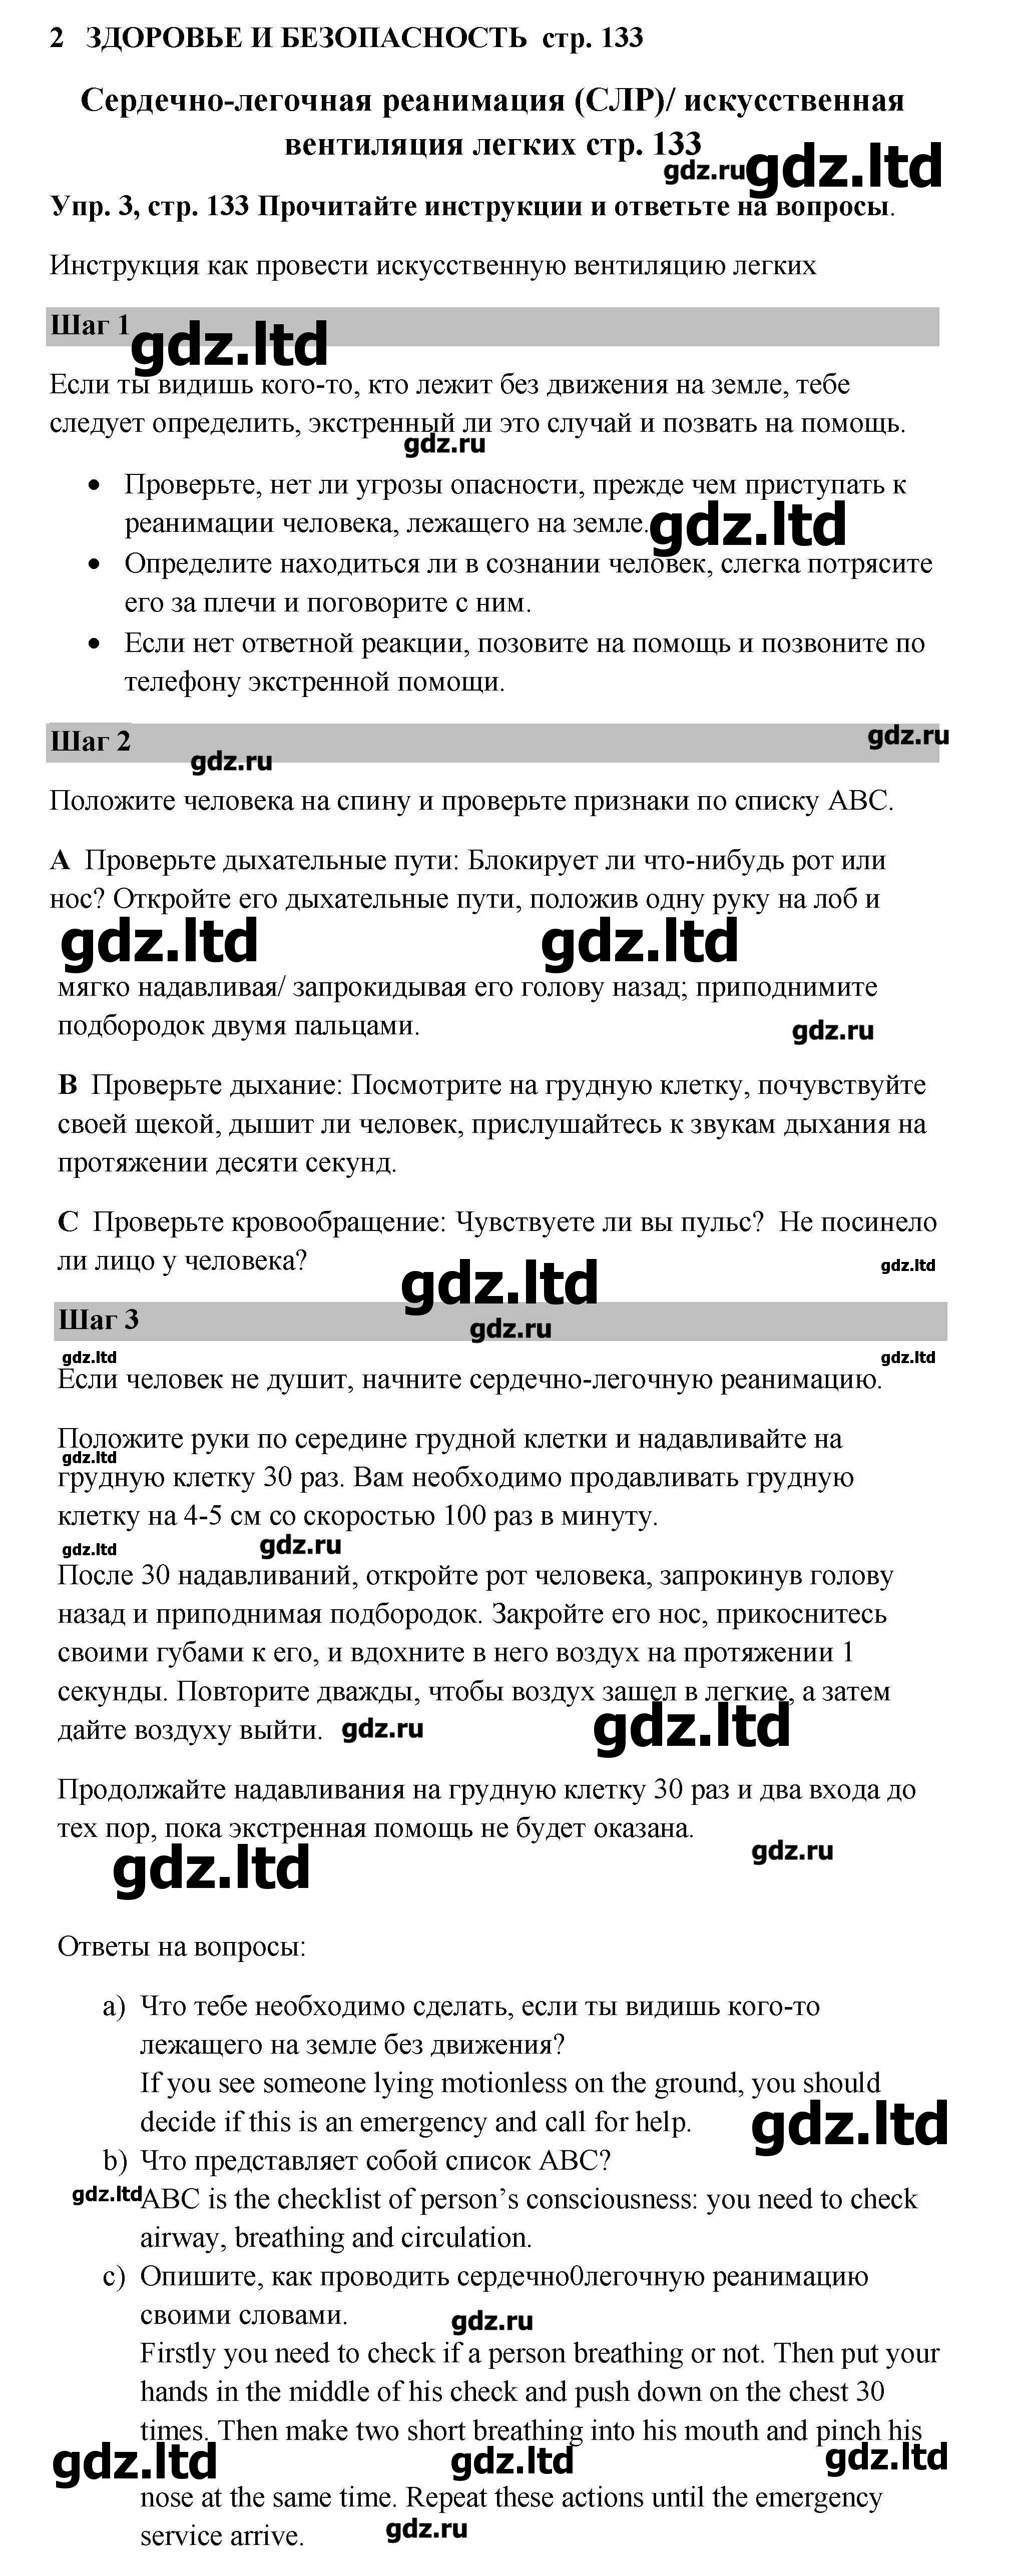 2 ЗДОРОВЬЕ И БЕЗОПАСНОСТЬ стр. 133
Сердечно-легочная реанимация (СЛР)/ искусственная
вентиляция легких стр. 133
gdz.ru gdz.ltd
Упр. 3, стр. 133 Прочитайте инструкции и ответьте на вопросы.
Инструкция как провести искусственную вентиляцию легких
Шаг 1
gdz.ltd
Если ты видишь кого-то, кто лежит без движения на земле, тебе
следует определить, экстренный ли это случай и позвать на помощь.
gdz.ru
• Проверьте, нет ли угрозы опасности, прежде чем приступать к
реанимации человека, лежащего на земле.
gdz.ltd
• Определите находиться ли в сознании человек, слегка потрясите
его за плечи и поговорите с ним.
• Если нет ответной реакции, позовите на помощь и позвоните по
телефону экстренной помощи.
Шаг 2
gdz.ru
gdz.ru
Положите человека на спину и проверьте признаки по списку ABC.
A Проверьте дыхательные пути: Блокирует ли что-нибудь рот или
нос? Откройте его дыхательные пути, положив одну руку на лоб и
gdz.ltd gdz.ltd
мягко надавливая/ запрокидывая его голову назад; приподнимите
подбородок двумя пальцами.
gdz.ru
B Проверьте дыхание: Посмотрите на грудную клетку, почувствуйте
своей щекой, дышит ли человек, прислушайтесь к звукам дыхания на
протяжении десяти секунд.
C Проверьте кровообращение: Чувствуете ли вы пульс? Не посинело
ли лицо у человека?
gdz.ltd
gdz.ltd
Шаг 3
gdz.ru
gdz.ltd gdz.ltd
Если человек не душит, начните сердечно-легочную реанимацию.
Положите руки по середине грудной клетки и надавливайте на
gdz.ltd
грудную клетку 30 раз. Вам необходимо продавливать грудную
клетку на 4-5 см со скоростью 100 раз в минуту.
gdz.ltd gdz.ru
После 30 надавливаний, откройте рот человека, запрокинув голову
назад и приподнимая подбородок. Закройте его нос, прикоснитесь
своими губами к его, и вдохните в него воздух на протяжении 1
секунды. Повторите дважды, чтобы воздух зашел в легкие, а затем
дайте воздуху выйти.
gdz.ru gdz.ltd
Продолжайте надавливания на грудную клетку 30 раз и два входа до
тех пор, пока экстренная помощь не будет оказана.
gdz.ltd gdz.ru
Ответы на вопросы:
a) Что тебе необходимо сделать, если ты видишь кого-то
лежащего на земле без движения?
If you see someone lying motionless on the ground, you should
decide if this is an emergency and call for help.
gdz.ltd
b) Что представляет собой список ABC?
gdz.ltd
ABC is the checklist of person’s consciousness: you need to check
airway, breathing and circulation.
c) Опишите, как проводить сердечно0легочную реанимацию
своими словами.
gdz.ru
Firstly you need to check if a person breathing or not. Then put your
hands in the middle of his check and push down on the chest 30
times. Then make two short breathing into his mouth and pinch his
gdz.ltd gdz.ltd gdz.ltd
nose at the same time. Repeat these actions until the emergency
service arrive.
gdz.ru